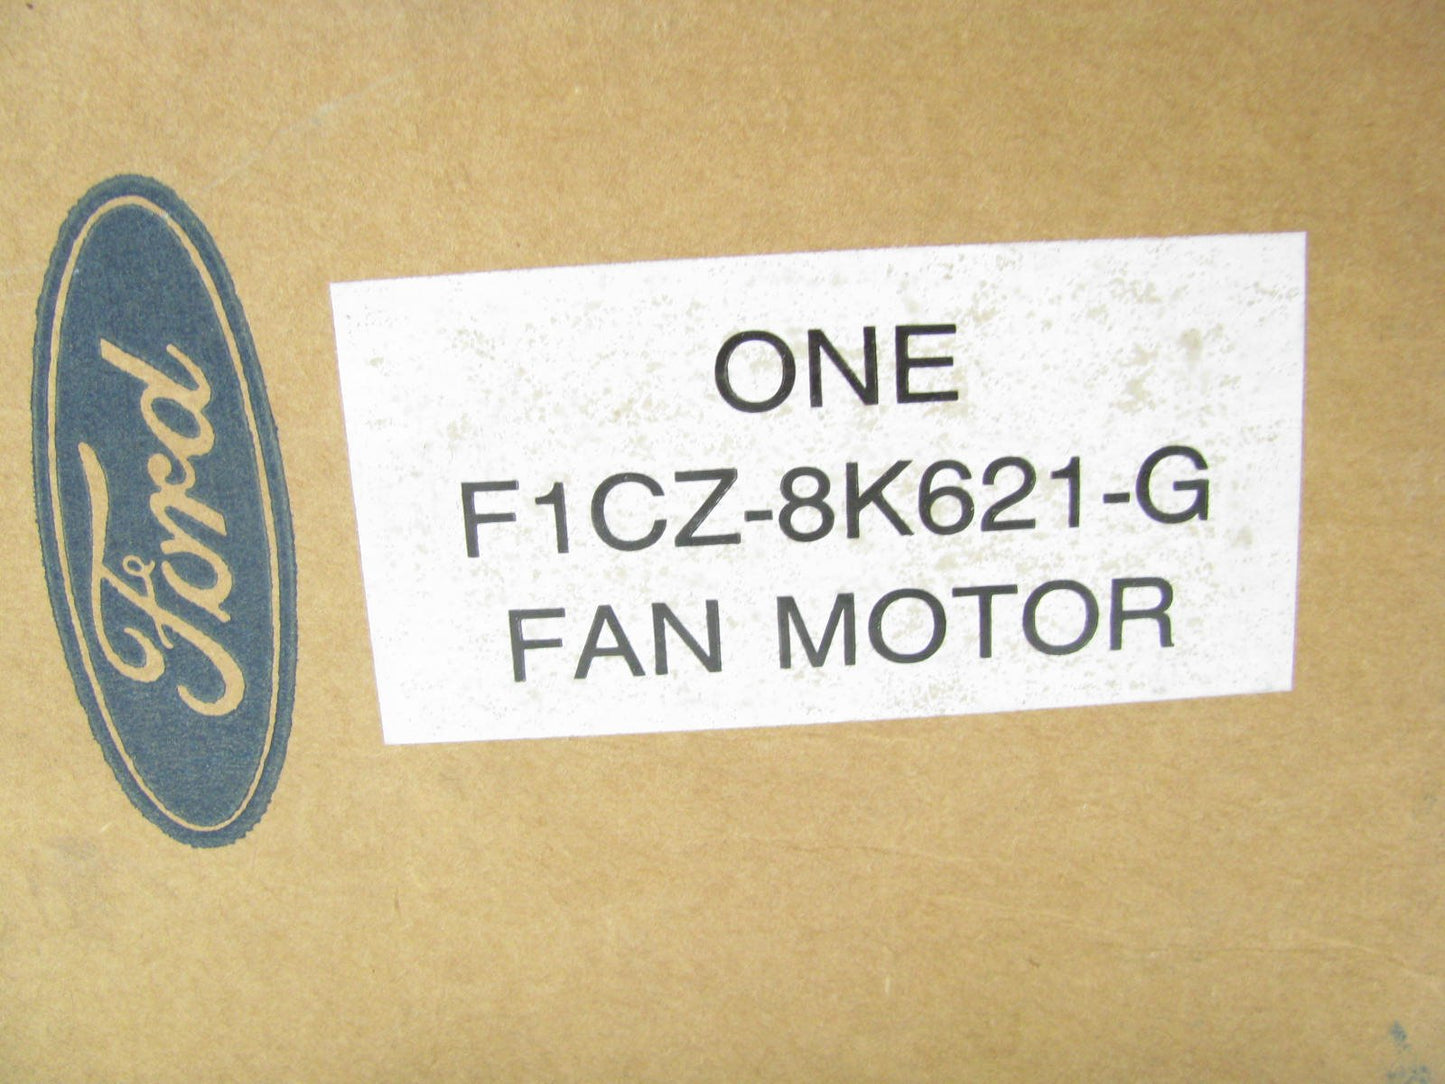 Ford
ONE
F1CZ-8K621-G
FAN MOTOR